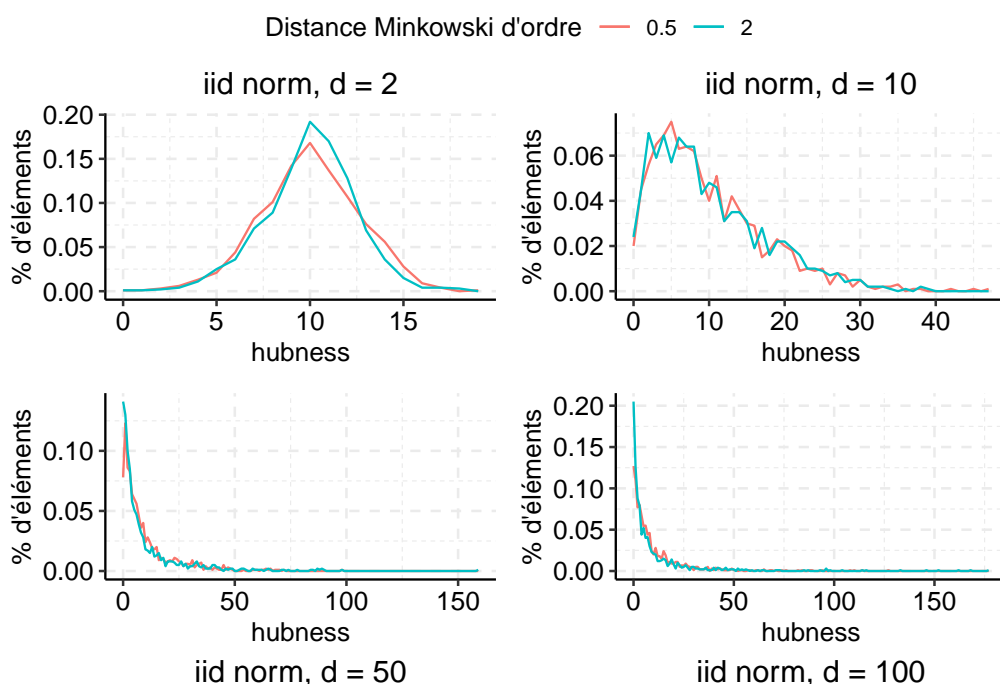 Distance Minkowski d'ordre 0.5 2
iid norm, d = 2
% d'éléments
0.20
0.15
0.10
0.05
0.00
0 5 10 15
hubness
iid norm, d = 10
% d'éléments
0.06
0.04
0.02
0.00
0 10 20 30 40
hubness
% d'éléments
0.10
0.05
0.00
0 50 100 150
hubness
iid norm, d = 50
% d'éléments
0.20
0.15
0.10
0.05
0.00
0 50 100 150
hubness
iid norm, d = 100